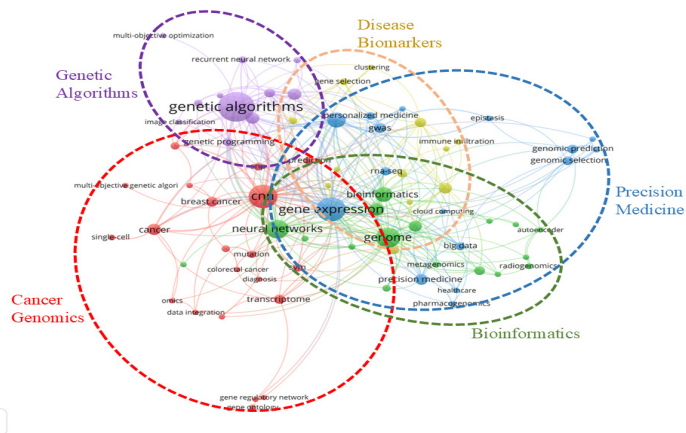 Disease
Biomarkers
multi-objective optimization
recurrent neural network
clustering
gene selection
Genetic
Algorithms
genetic algorithms
personalized medicine
gwas
epistasis
image classification
genetic programming
immune infiltration
genomic prediction
genomic selection
prediction
rna-seq
multi-objective genetic algori
cnn
bioinformatics
Precision
Medicine
breast cancer
gene expression
cloud computing
cancer
neural networks
genome
autoencoder
single-cell
big data
mutation
metagenomics
radiogenomics
colorectal cancer
svm
diagnosis
precision medicine
Cancer
Genomics
omics
transcriptome
healthcare
data integration
pharmacogenomics
Bioinformatics
gene regulatory network
gene ontology